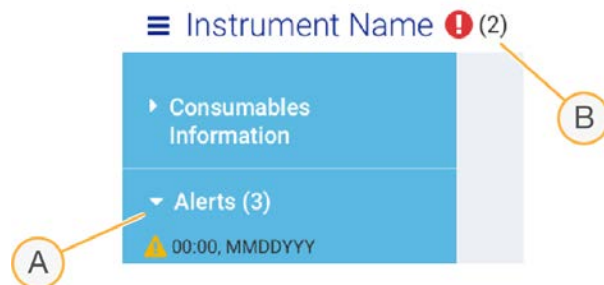 Instrument Name ! (2)
Consumables
Information
B
Alerts (3)
00:00, MMDDYYY
A